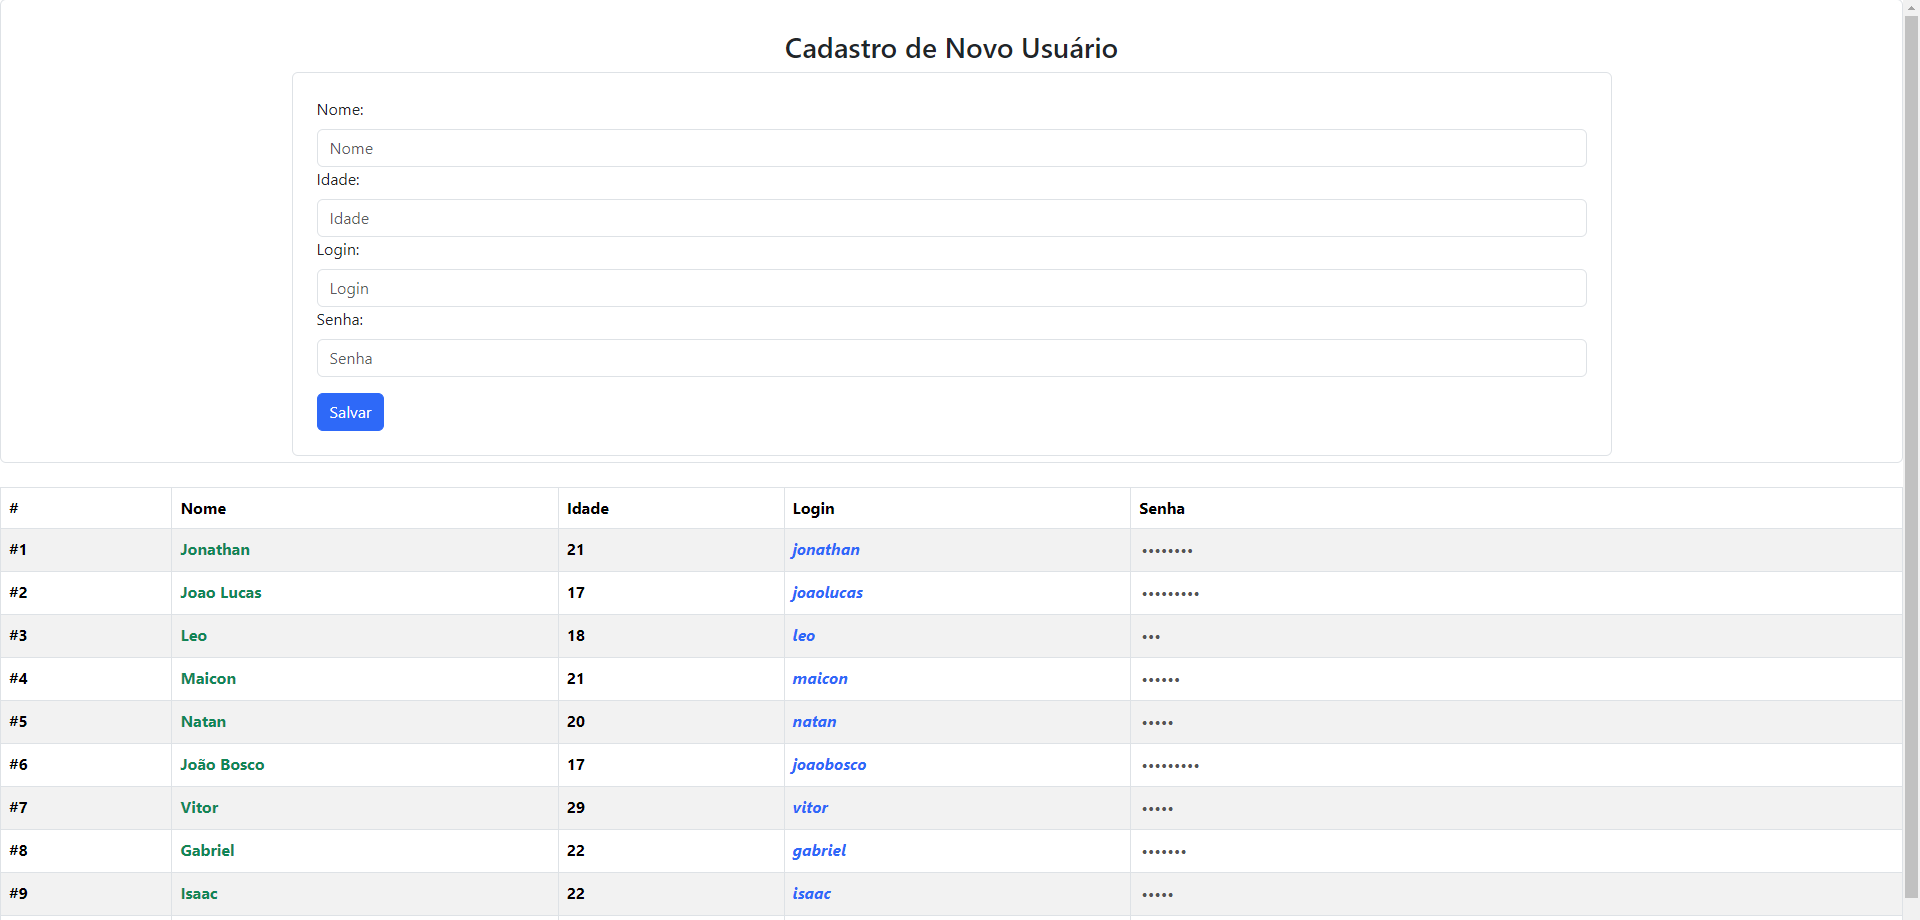 Cadastro de Novo Usuário
Nome:
Nome
Idade:
Idade
Login:
Login
Senha:
Senha
Salvar
# Nome Idade Login Senha
#1 Jonathan 21 jonathan ••••••••
#2 Joao Lucas 17 joaolucas •••••••••
#3 Leo 18 leo •••
#4 Maicon 21 maicon ••••••
#5 Natan 20 natan •••••
#6 João Bosco 17 joaobosco •••••••••
#7 Vitor 29 vitor •••••
#8 Gabriel 22 gabriel •••••••
#9 Isaac 22 isaac •••••